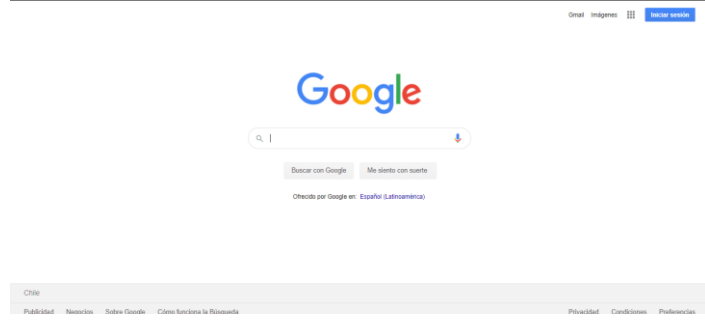 Gmail Imágenes Iniciar sesión
Google
Buscar con Google Me siento con suerte
Ofrecido por Google en: Español (Latinoamérica)
Chile
Publicidad Negocios Sobre Google Cómo funciona la Búsqueda Privacidad Condiciones Preferencias